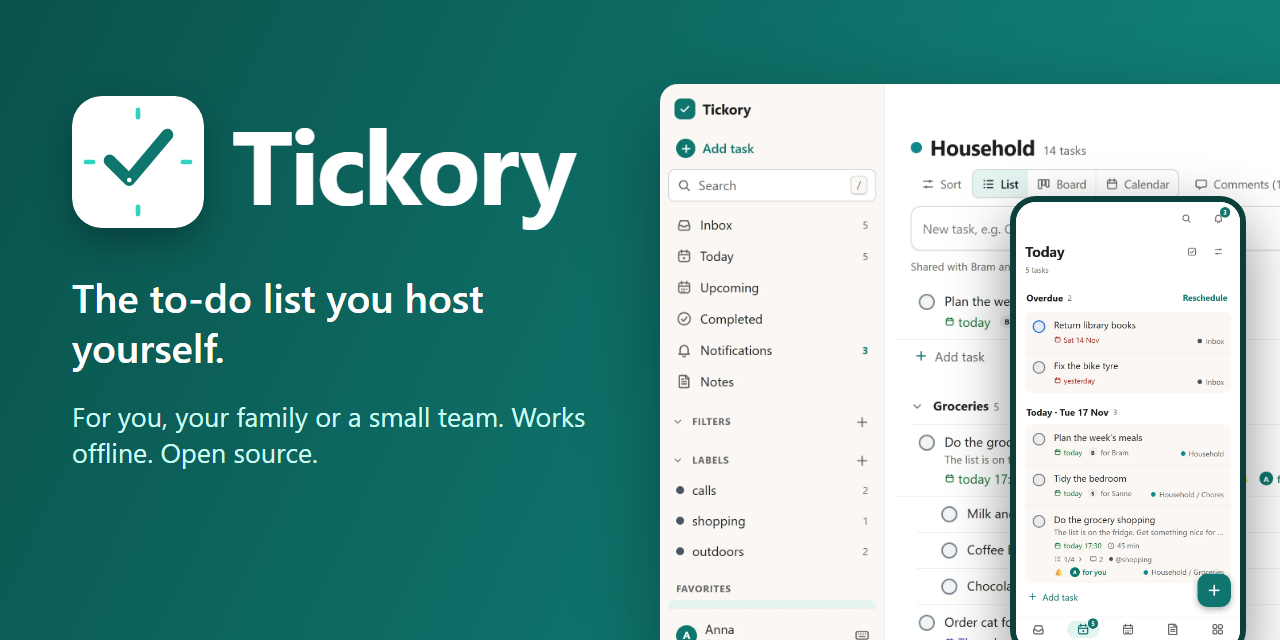 Tickory
The to-do list you host
yourself.
For you, your family or a small team. Works
offline. Open source.
Tickory
Add task
Search /
Inbox 5
Today 5
Upcoming
Completed
Notifications 3
Notes
FILTERS
LABELS
calls 2
shopping 1
outdoors 2
FAVORITES
A Anna
Household 14 tasks
Sort List Board Calendar Comments (1
New task, e.g.
Shared with Bram
Plan the
today
Add task
Groceries 5
Do the
The list is on
today 17:
Milk
Coffee
Order cat
3
Today
5 tasks
Overdue 2 Reschedule
Return library books
Sat 14 Nov Inbox
Fix the bike tyre
yesterday Inbox
Today · Tue 17 Nov 3
Plan the week's meals
today B for Bram Household
Tidy the bedroom
today S for Sanne Household / Chores
Do the grocery shopping
The list is on the fridge. Get something nice for ...
today 17:30 45 min
1/4 2 @shopping
A for you Household / Groceries
Add task
5